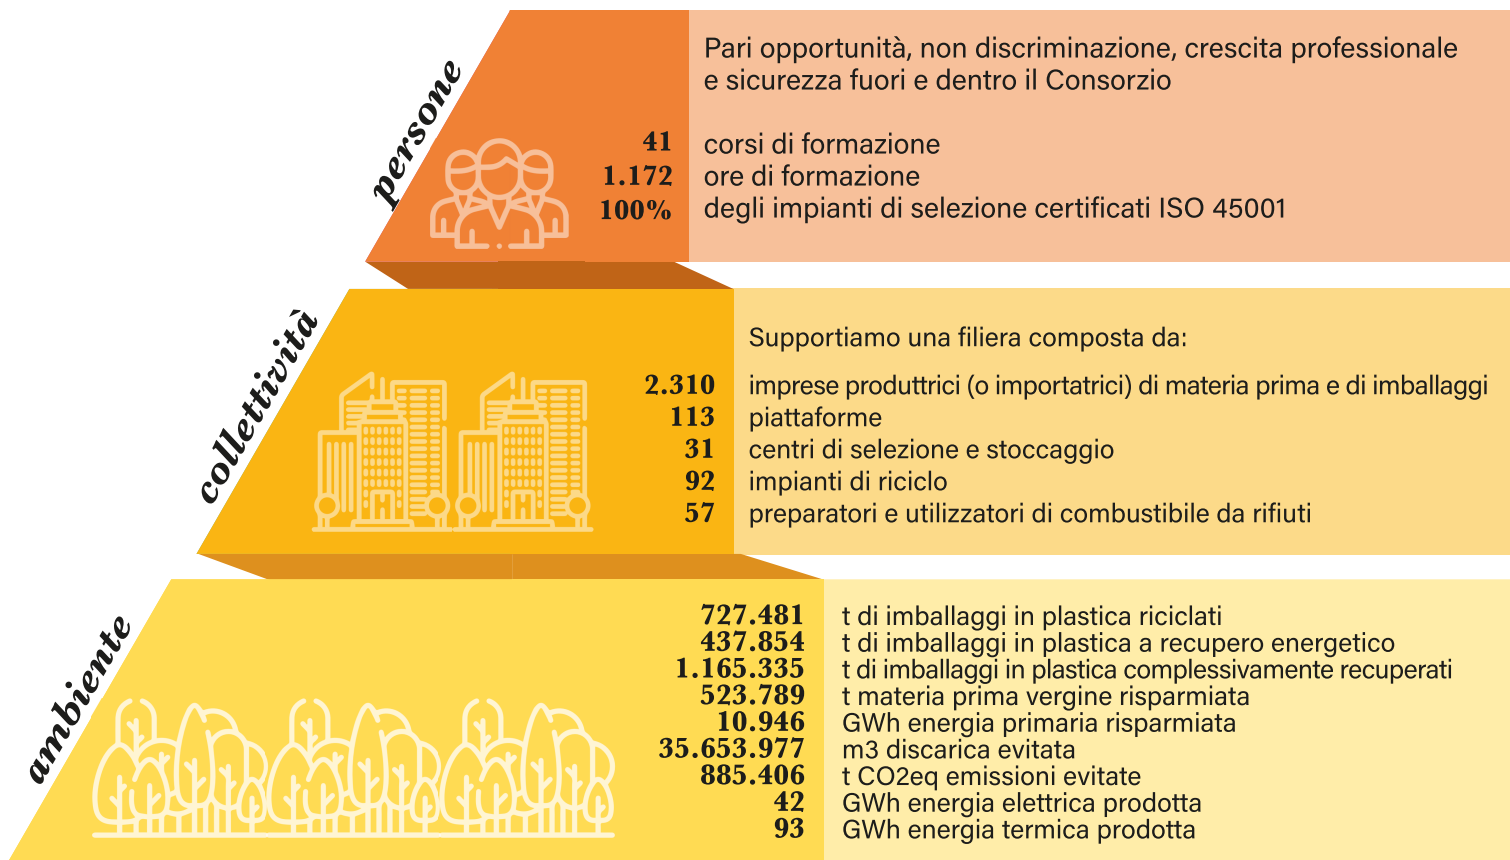 persone
Pari opportunità, non discriminazione, crescita professionale
e sicurezza fuori e dentro il Consorzio
41 corsi di formazione
1.172 ore di formazione
100% degli impianti di selezione certificati ISO 45001
collettività
Supportiamo una filiera composta da:
2.310 imprese produttrici (o importatrici) di materia prima e di imballaggi
113 piattaforme
31 centri di selezione e stoccaggio
92 impianti di riciclo
57 preparatori e utilizzatori di combustibile da rifiuti
ambiente
727.481 t di imballaggi in plastica riciclati
437.854 t di imballaggi in plastica a recupero energetico
1.165.335 t di imballaggi in plastica complessivamente recuperati
523.789 t materia prima vergine risparmiata
10.946 GWh energia primaria risparmiata
35.653.977 m3 discarica evitata
885.406 t CO2eq emissioni evitate
42 GWh energia elettrica prodotta
93 GWh energia termica prodotta